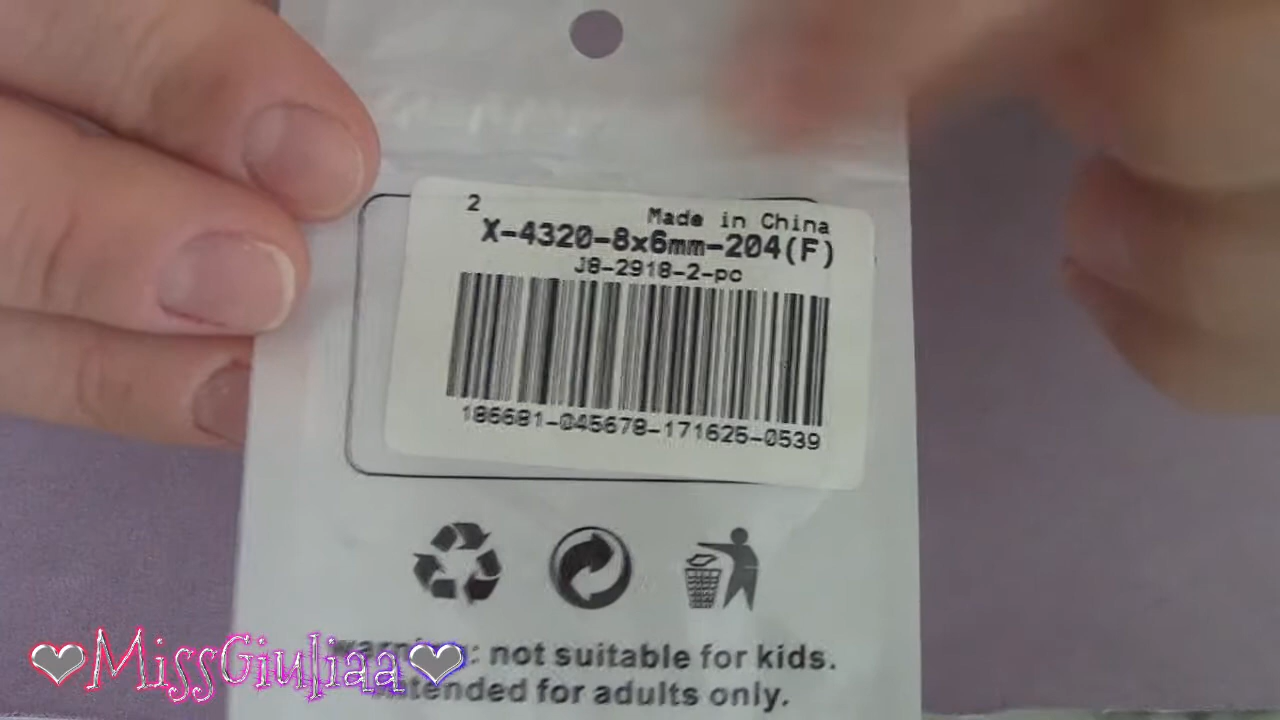 2
Made in China
X-4320-8x6mm-204(F)
J8-2918-2-pc
186681-045678-171625-0539
warning: not suitable for kids.
intended for adults only.
MissGiuliaa